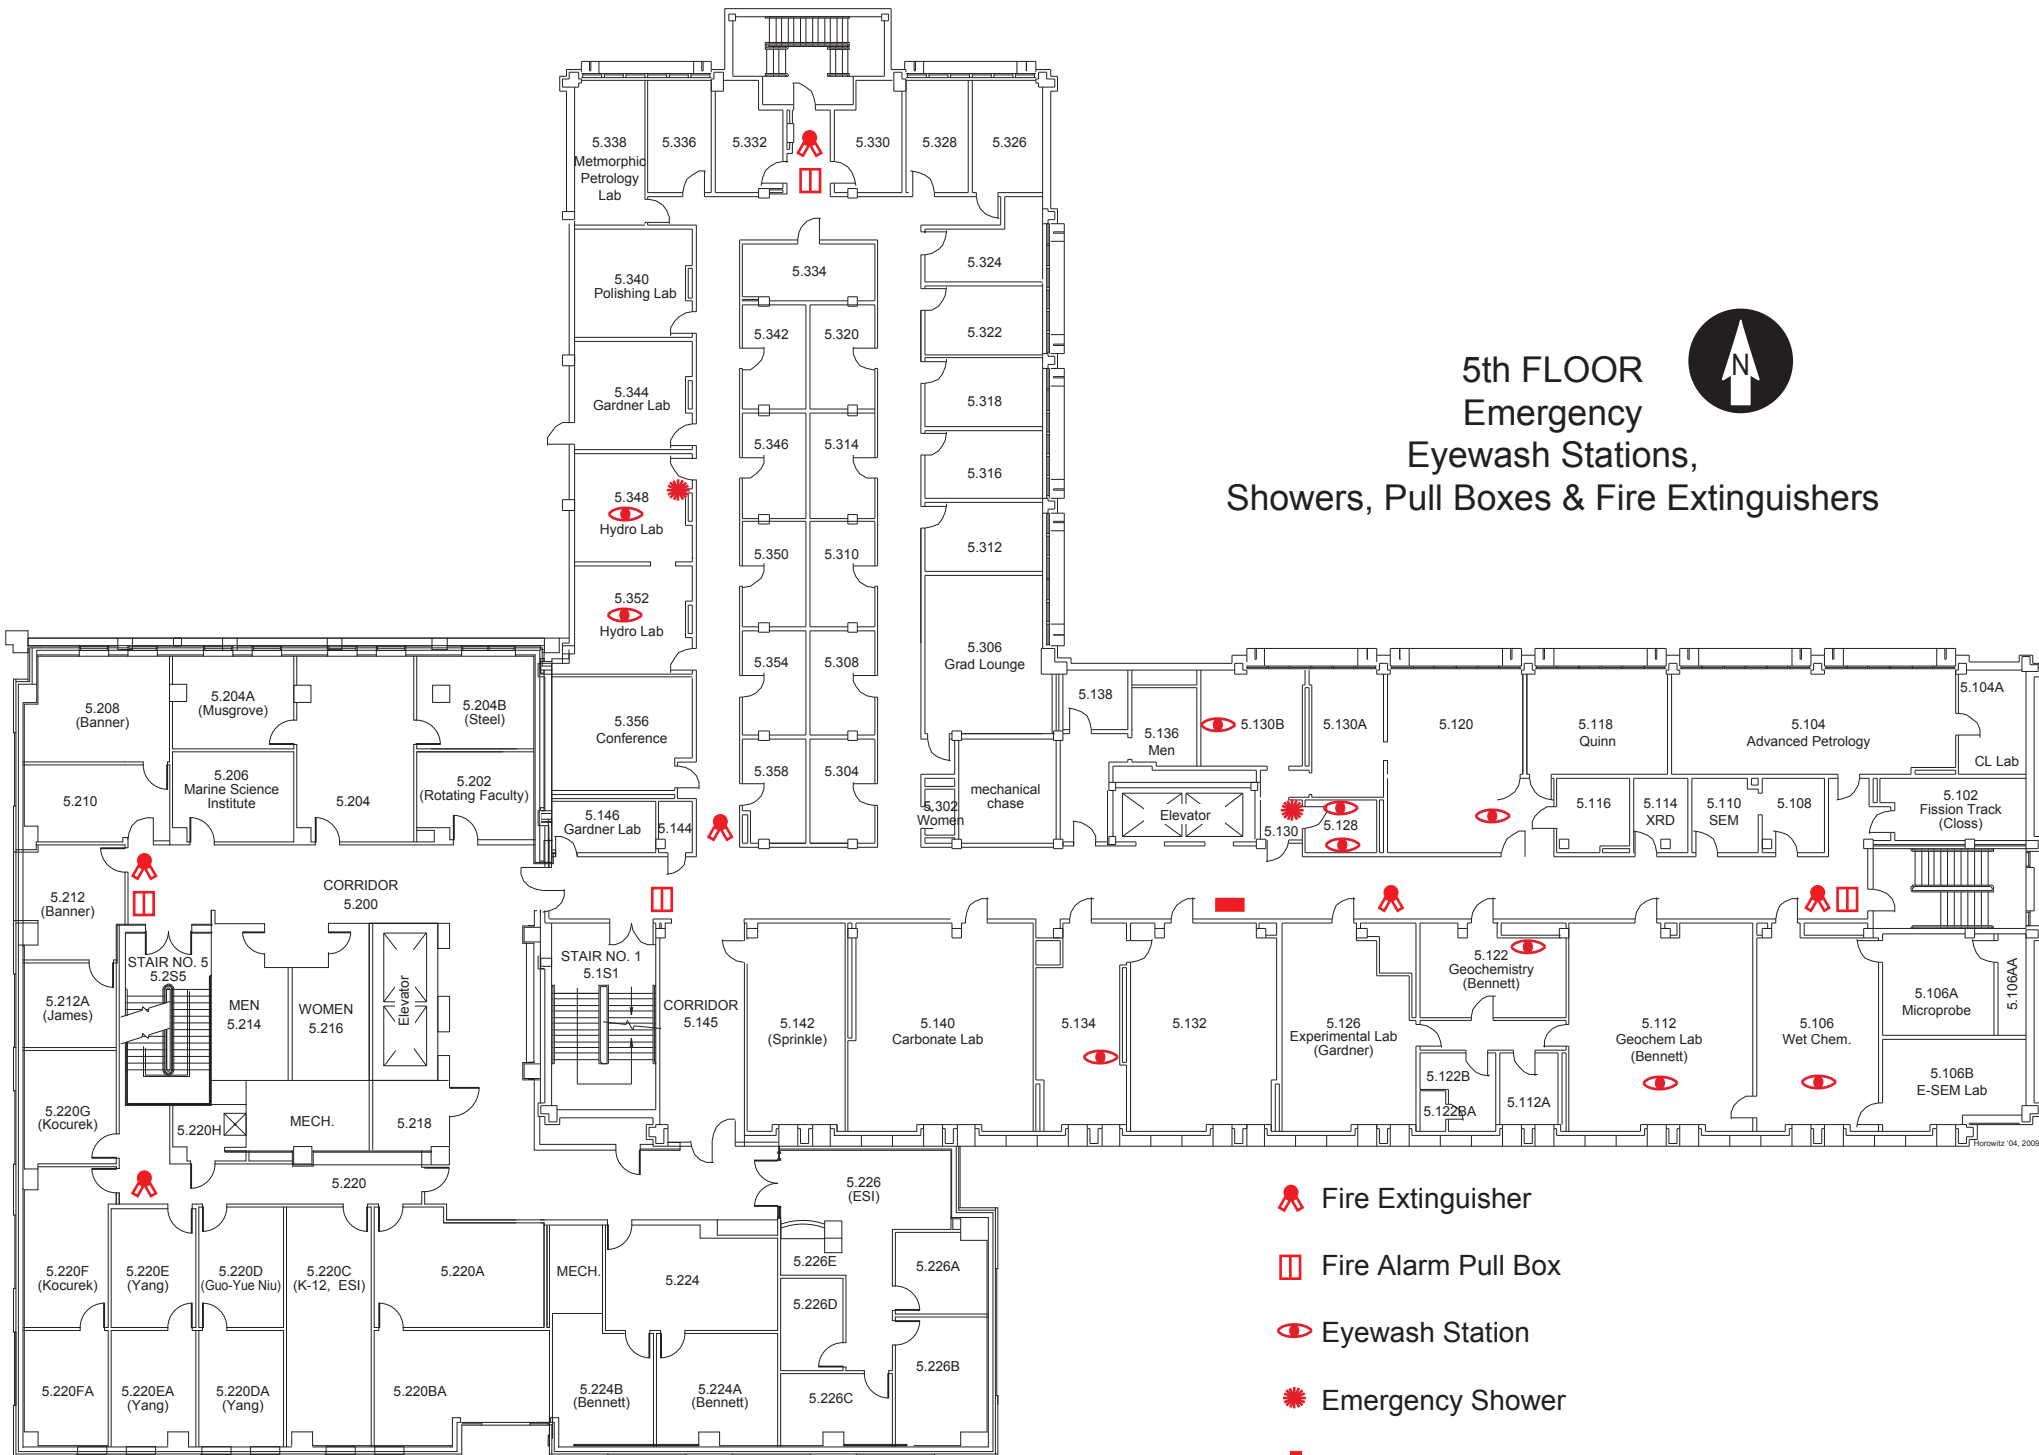 5th FLOOR
Emergency
Eyewash Stations,
Showers, Pull Boxes & Fire Extinguishers
N
5.338
Metmorphic
Petrology
Lab
5.336
5.332
5.330
5.328
5.326
5.340
Polishing Lab
5.334
5.324
5.342
5.320
5.322
5.344
Gardner Lab
5.318
5.346
5.314
5.316
5.348
Hydro Lab
5.350
5.310
5.312
5.352
Hydro Lab
5.354
5.308
5.306
Grad Lounge
5.356
Conference
5.358
5.304
5.302
Women
mechanical
chase
5.146
Gardner Lab
5.144
5.208
(Banner)
5.204A
(Musgrove)
5.204B
(Steel)
5.210
5.206
Marine Science
Institute
5.204
5.202
(Rotating Faculty)
5.138
5.136
Men
5.130B
5.130A
5.120
5.118
Quinn
5.104
Advanced Petrology
5.104A
CL Lab
Elevator
5.130
5.128
5.116
5.114
XRD
5.110
SEM
5.108
5.102
Fission Track
(Closs)
CORRIDOR
5.200
5.212
(Banner)
STAIR NO. 5
5.2S5
5.212A
(James)
MEN
5.214
WOMEN
5.216
Elevator
STAIR NO. 1
5.1S1
CORRIDOR
5.145
5.142
(Sprinkle)
5.140
Carbonate Lab
5.134
5.132
5.126
Experimental Lab
(Gardner)
5.122
Geochemistry
(Bennett)
5.122B
5.122BA
5.112A
5.112
Geochem Lab
(Bennett)
5.106
Wet Chem.
5.106A
Microprobe
5.106AA
5.106B
E-SEM Lab
Horowitz '04, 2009
5.220G
(Kocurek)
5.220H
MECH.
5.218
5.220
5.226
(ESI)
5.220F
(Kocurek)
5.220E
(Yang)
5.220D
(Guo-Yue Niu)
5.220C
(K-12, ESI)
5.220A
MECH.
5.224
5.226E
5.226A
5.226D
5.220FA
5.220EA
(Yang)
5.220DA
(Yang)
5.220BA
5.224B
(Bennett)
5.224A
(Bennett)
5.226C
5.226B
Fire Extinguisher
Fire Alarm Pull Box
Eyewash Station
Emergency Shower